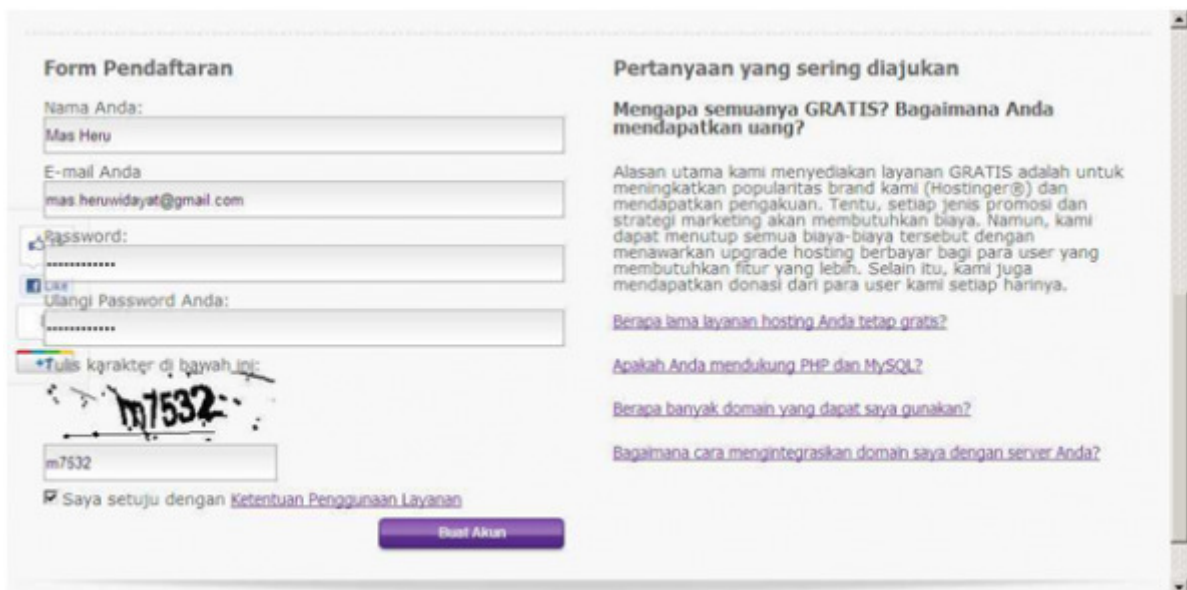 Form Pendaftaran
Nama Anda:
Mas Heru
E-mail Anda
mas.heruwidayat@gmail.com
Password:
............
Like
Ulangi Password Anda:
............
Tulis karakter di bawah ini:
m7532
m7532
Saya setuju dengan Ketentuan Penggunaan Layanan
Buat Akun
Pertanyaan yang sering diajukan
Mengapa semuanya GRATIS? Bagaimana Anda
mendapatkan uang?
Alasan utama kami menyediakan layanan GRATIS adalah untuk
meningkatkan popularitas brand kami (Hostinger®) dan
mendapatkan pengakuan. Tentu, setiap jenis promosi dan
strategi marketing akan membutuhkan biaya. Namun, kami
dapat menutup semua biaya-biaya tersebut dengan
menawarkan upgrade hosting berbayar bagi para user yang
membutuhkan fitur yang lebih. Selain itu, kami juga
mendapatkan donasi dari para user kami setiap harinya.
Berapa lama layanan hosting Anda tetap gratis?
Apakah Anda mendukung PHP dan MySQL?
Berapa banyak domain yang dapat saya gunakan?
Bagaimana cara mengintegrasikan domain saya dengan server Anda?